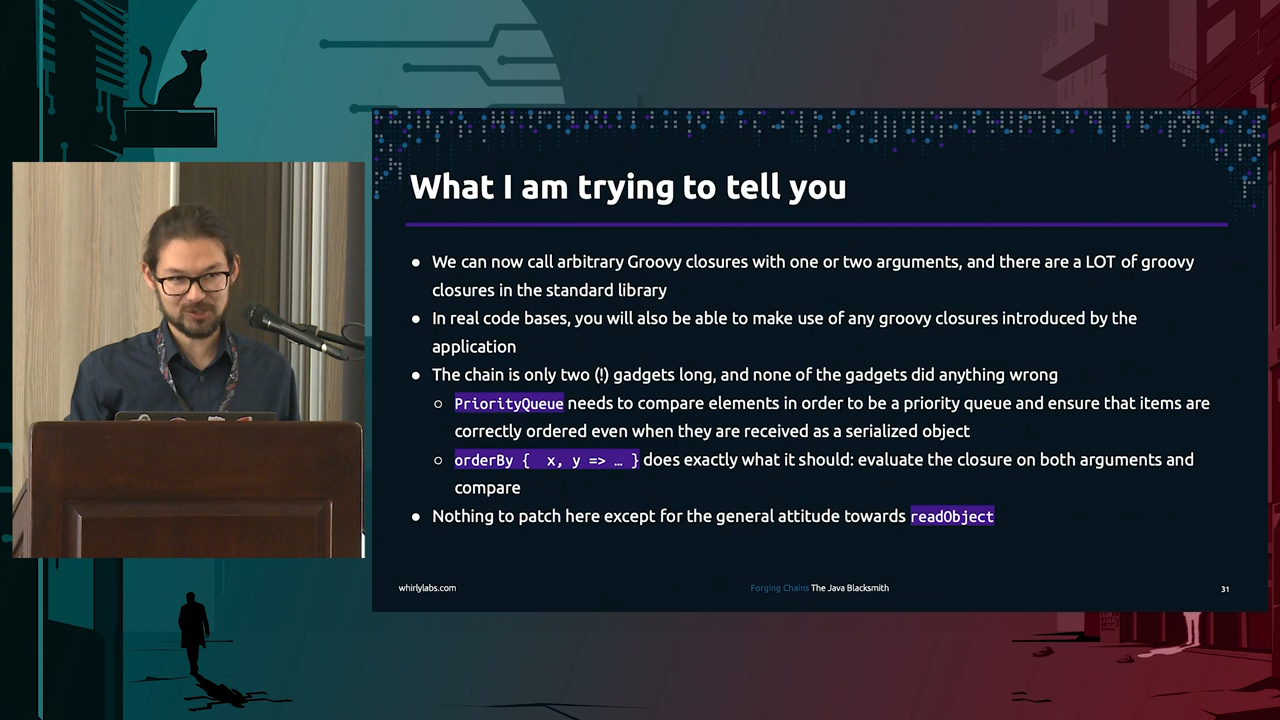 What I am trying to tell you
● We can now call arbitrary Groovy closures with one or two arguments, and there are a LOT of groovy
closures in the standard library
● In real code bases, you will also be able to make use of any groovy closures introduced by the
application
● The chain is only two (!) gadgets long, and none of the gadgets did anything wrong
○ PriorityQueue needs to compare elements in order to be a priority queue and ensure that items are
correctly ordered even when they are received as a serialized object
○ orderBy { x, y => … } does exactly what it should: evaluate the closure on both arguments and
compare
● Nothing to patch here except for the general attitude towards readObject
whirlylabs.com
Forging Chains The Java Blacksmith
31